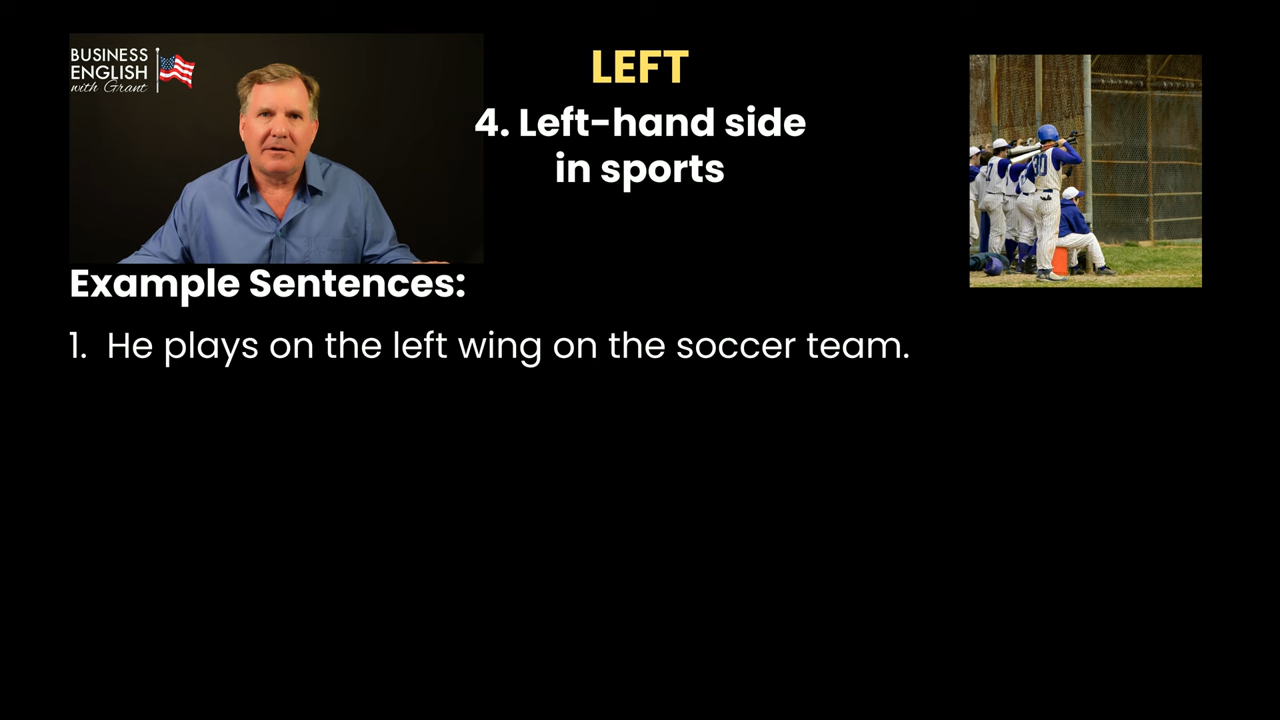 BUSINESS
ENGLISH
with Grant
LEFT
4. Left-hand side
in sports
30
Example Sentences:
1. He plays on the left wing on the soccer team.